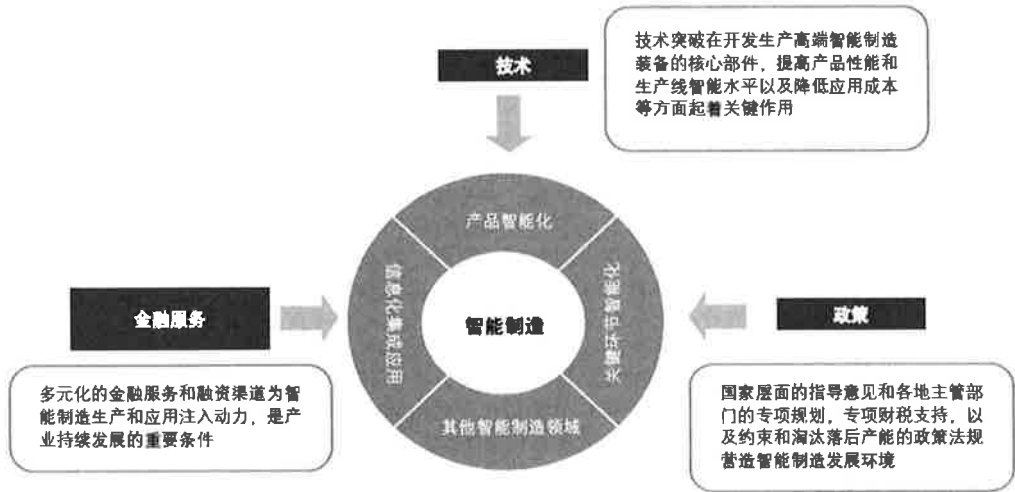 技术
技术突破在开发生产高端智能制造
装备的核心部件，提高产品性能和
生产线智能水平以及降低应用成本
等方面起着关键作用
产品智能化
信息化集成应用
智能制造
关键环节智能化
其他智能制造领域
金融服务
多元化的金融服务和融资渠道为智
能制造生产和应用注入动力，是产
业持续发展的重要条件
政策
国家层面的指导意见和各地主管部
门的专项规划，专项财税支持，以
及约束和淘汰落后产能的政策法规
营造智能制造发展环境